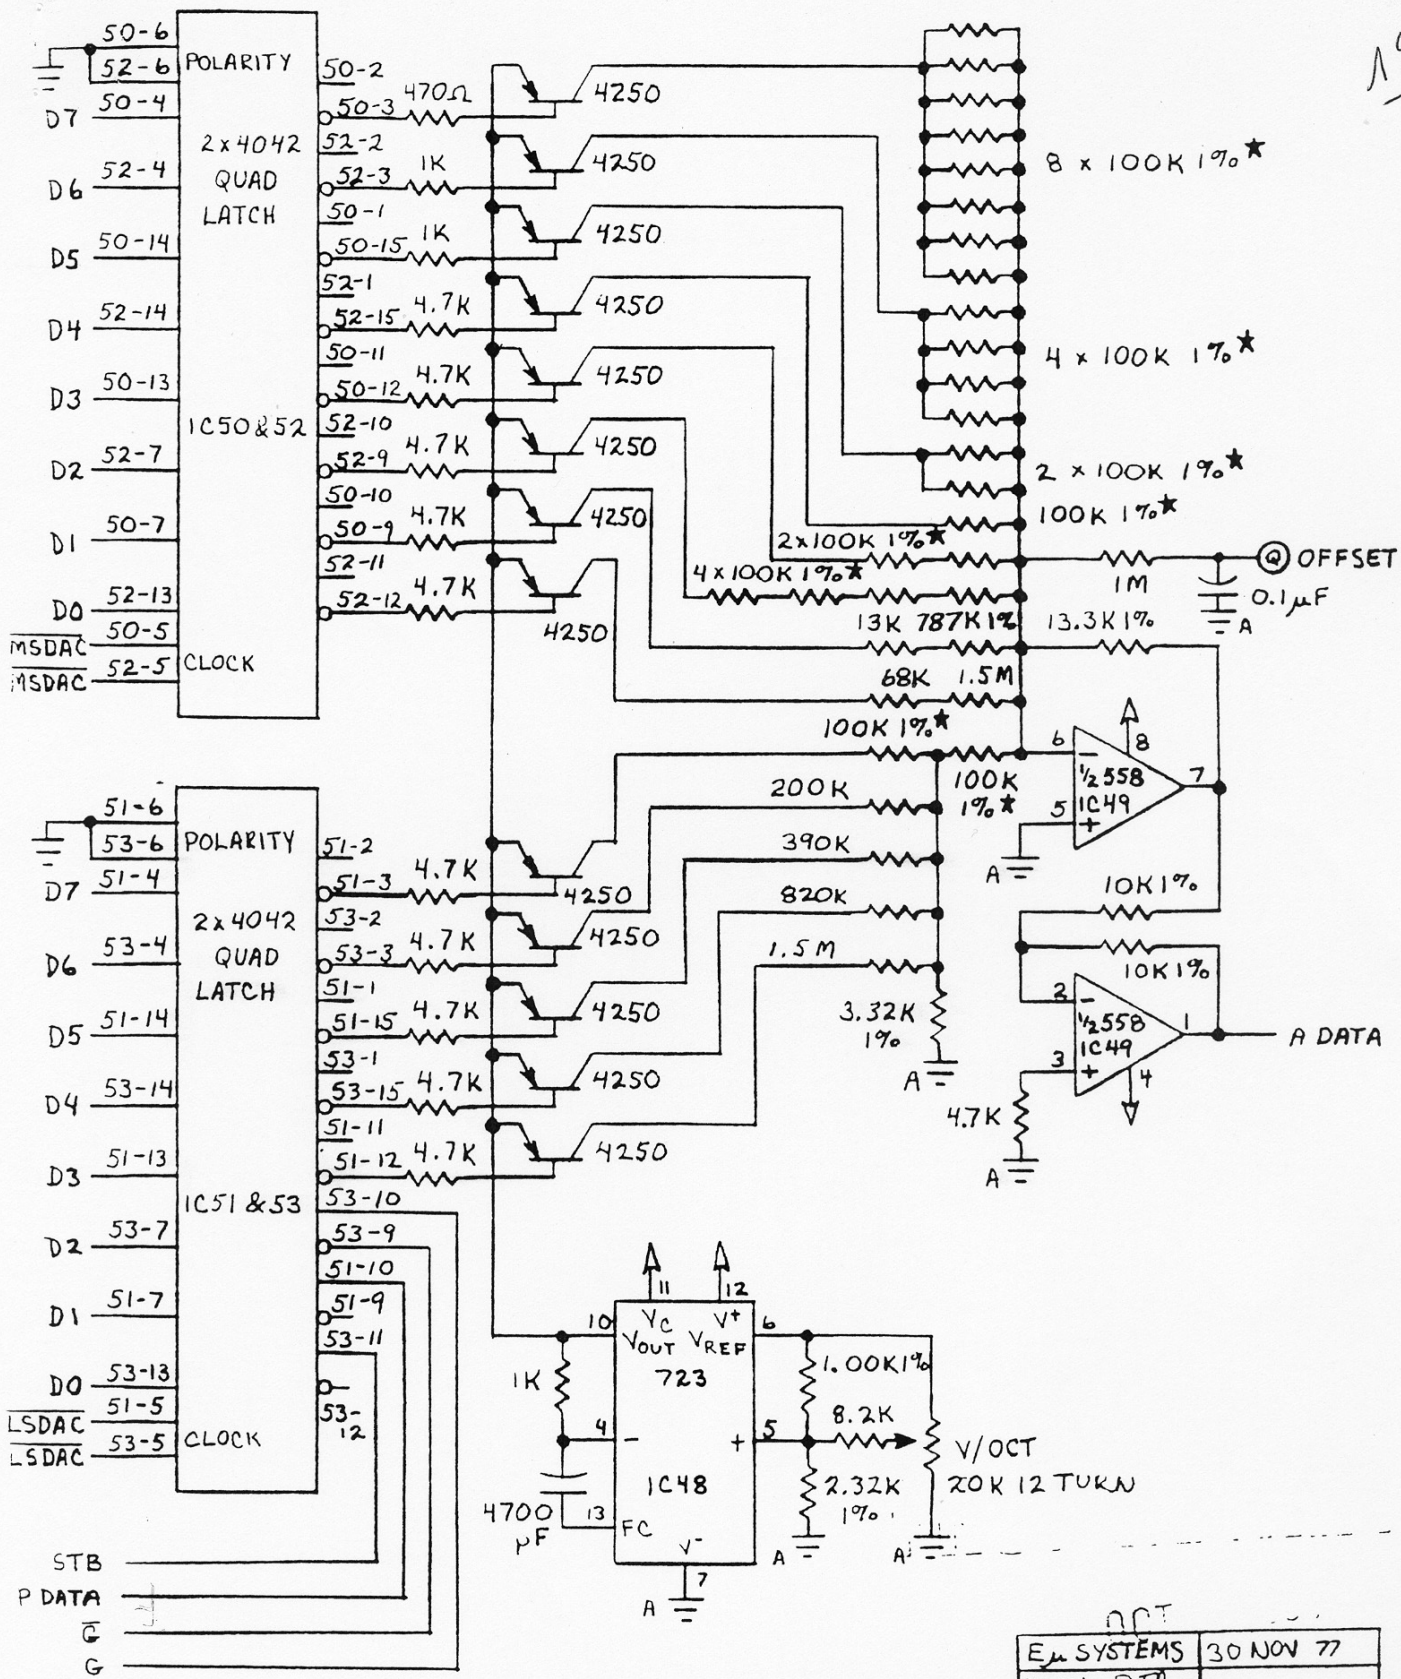 50-6
POLARITY
52-6
50-2
470Ω
4250
D7 50-4
50-3
2x4042
52-2
1K
4250
8 x 100K 1%★
D6 52-4
QUAD
52-3
LATCH
50-1
1K
4250
D5 50-14
50-15
52-1
4.7K
4250
D4 52-14
52-15
4 x 100K 1%★
50-11
4.7K
4250
D3 50-13
50-12
IC50&52
52-10
4.7K
4250
D2 52-7
52-9
2 x 100K 1%★
50-10
4.7K
4250
100K 1%★
D1 50-7
50-9
2x100K 1%★
52-11
4.7K
4x100K 1%★
OFFSET
1M
0.1μF
A
D0 52-13
52-12
4250
13K 787K1%
13.3K1%
MSDAC 50-5
MSDAC 52-5
CLOCK
68K 1.5M
100K 1%★
6
−
8
½558
7
IC49
5
+
A
100K
1%★
200K
51-6
POLARITY
53-6
51-2
4.7K
390K
D7 51-4
51-3
4250
10K1%
2x4042
53-2
4.7K
4250
820K
D6 53-4
QUAD
53-3
10K1%
LATCH
51-1
4.7K
4250
1.5M
D5 51-14
51-15
3.32K
1%
A
2
−
½558
1
IC49
3
+
4
A DATA
53-1
4.7K
4250
D4 53-14
53-15
4.7K
A
51-11
4.7K
4250
D3 51-13
51-12
IC51&53
53-10
D2 53-7
53-9
51-10
D1 51-7
51-9
53-11
D0 53-13
53-12
LSDAC 51-5
LSDAC 53-5
CLOCK
11
12
10
VC
V+
6
VOUT VREF
723
1K
1.00K1%
4
−
+
5
8.2K
V/OCT
20K 12 TURN
IC48
2.32K
1%
4700
μF
13
FC
V-
7
A
A
A
STB
P DATA
G
G
Eμ SYSTEMS
30 NOV 77